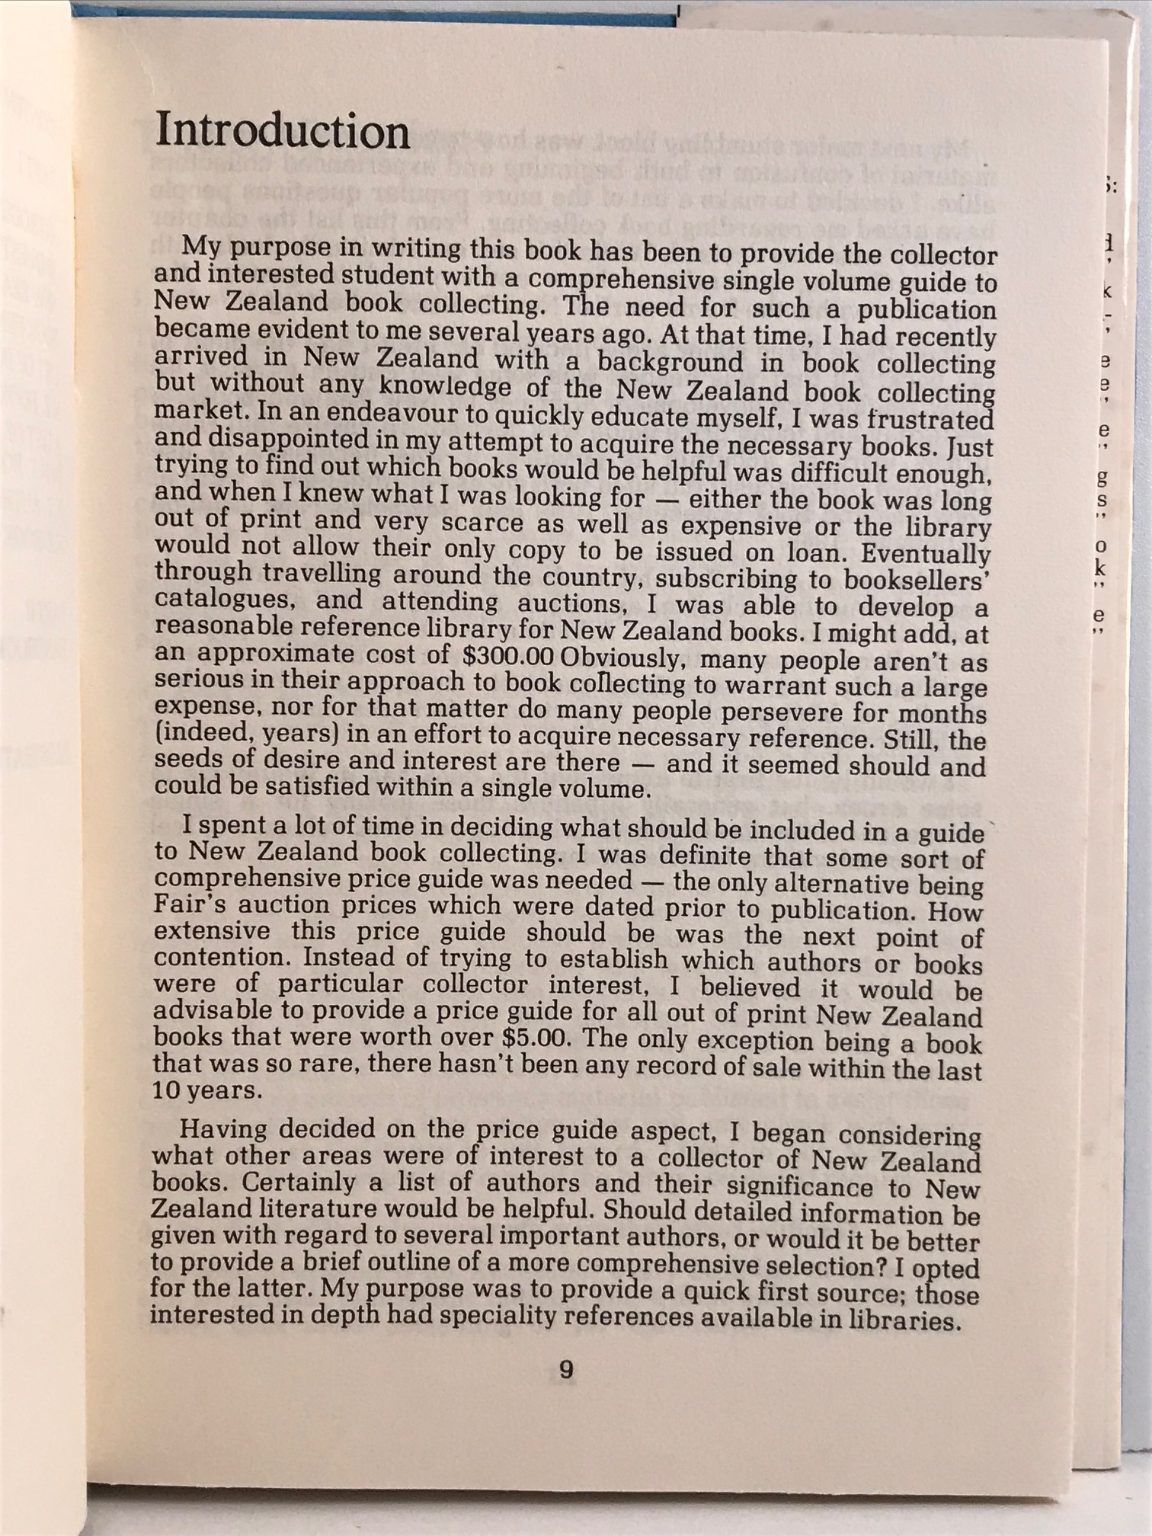 Introduction
My purpose in writing this book has been to provide the collector
and interested student with a comprehensive single volume guide to
New Zealand book collecting. The need for such a publication
became evident to me several years ago. At that time, I had recently
arrived in New Zealand with a background in book collecting
but without any knowledge of the New Zealand book collecting
market. In an endeavour to quickly educate myself, I was frustrated
and disappointed in my attempt to acquire the necessary books. Just
trying to find out which books would be helpful was difficult enough,
and when I knew what I was looking for — either the book was long
out of print and very scarce as well as expensive or the library
would not allow their only copy to be issued on loan. Eventually
through travelling around the country, subscribing to booksellers'
catalogues, and attending auctions, I was able to develop a
reasonable reference library for New Zealand books. I might add, at
an approximate cost of $300.00 Obviously, many people aren't as
serious in their approach to book collecting to warrant such a large
expense, nor for that matter do many people persevere for months
(indeed, years) in an effort to acquire necessary reference. Still, the
seeds of desire and interest are there — and it seemed should and
could be satisfied within a single volume.
I spent a lot of time in deciding what should be included in a guide
to New Zealand book collecting. I was definite that some sort of
comprehensive price guide was needed — the only alternative being
Fair's auction prices which were dated prior to publication. How
extensive this price guide should be was the next point of
contention. Instead of trying to establish which authors or books
were of particular collector interest, I believed it would be
advisable to provide a price guide for all out of print New Zealand
books that were worth over $5.00. The only exception being a book
that was so rare, there hasn't been any record of sale within the last
10 years.
Having decided on the price guide aspect, I began considering
what other areas were of interest to a collector of New Zealand
books. Certainly a list of authors and their significance to New
Zealand literature would be helpful. Should detailed information be
given with regard to several important authors, or would it be better
to provide a brief outline of a more comprehensive selection? I opted
for the latter. My purpose was to provide a quick first source; those
interested in depth had speciality references available in libraries.
9